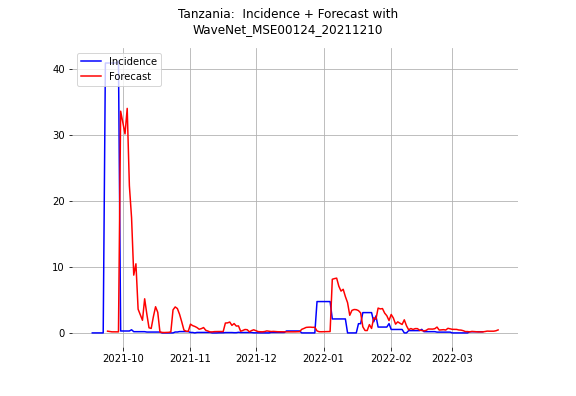 Tanzania:  Incidence + Forecast with
WaveNet_MSE00124_20211210
Incidence
Forecast
40
30
20
10
0
2021-10 2021-11 2021-12 2022-01 2022-02 2022-03